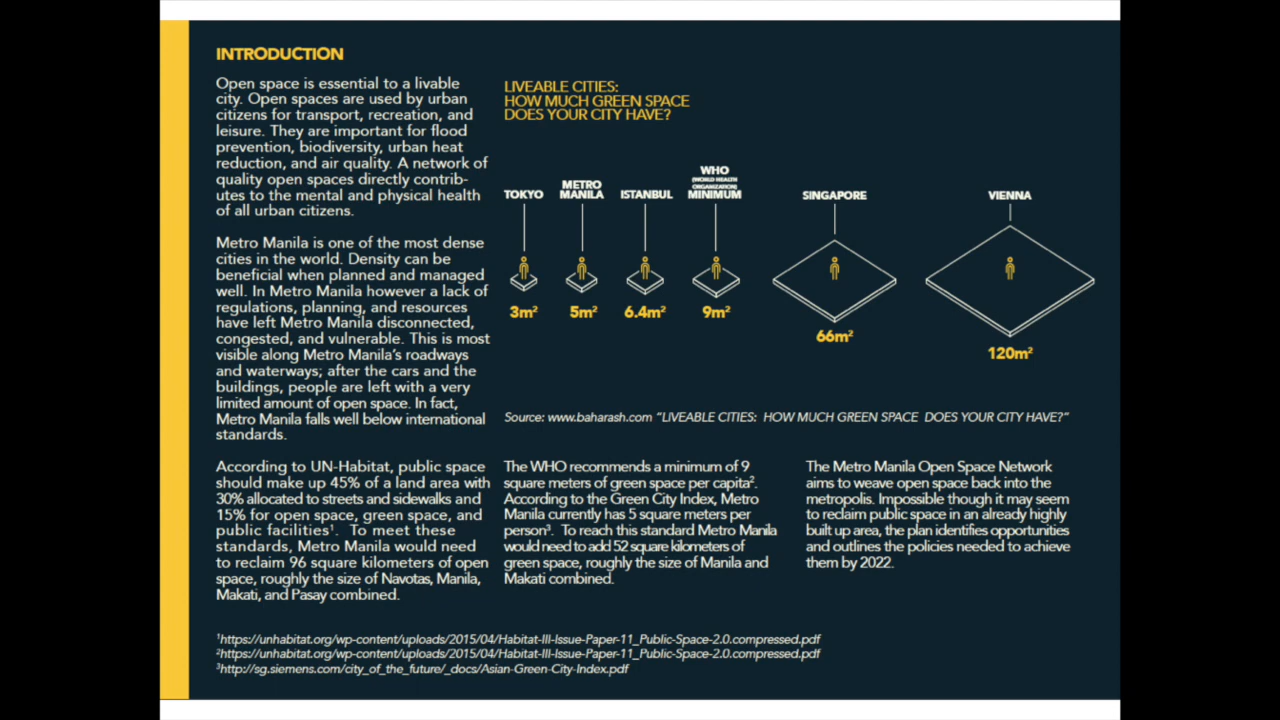 INTRODUCTION
Open space is essential to a livable
city. Open spaces are used by urban
citizens for transport, recreation, and
leisure. They are important for flood
prevention, biodiversity, urban heat
reduction, and air quality. A network of
quality open spaces directly contrib-
utes to the mental and physical health
of all urban citizens.
Metro Manila is one of the most dense
cities in the world. Density can be
beneficial when planned and managed
well. In Metro Manila however a lack of
regulations, planning, and resources
have left Metro Manila disconnected,
congested, and vulnerable. This is most
visible along Metro Manila's roadways
and waterways; after the cars and the
buildings, people are left with a very
limited amount of open space. In fact,
Metro Manila falls well below international
standards.
According to UN-Habitat, public space
should make up 45% of a land area with
30% allocated to streets and sidewalks and
15% for open space, green space, and
public facilities¹. To meet these
standards, Metro Manila would need
to reclaim 96 square kilometers of open
space, roughly the size of Navotas, Manila,
Makati, and Pasay combined.
LIVEABLE CITIES:
HOW MUCH GREEN SPACE
DOES YOUR CITY HAVE?
TOKYO
3m²
METRO
MANILA
5m²
ISTANBUL
6.4m²
WHO
(WORLD HEALTH
ORGANIZATION)
MINIMUM
9m²
SINGAPORE
66m²
VIENNA
120m²
Source: www.baharash.com "LIVEABLE CITIES: HOW MUCH GREEN SPACE DOES YOUR CITY HAVE?"
The WHO recommends a minimum of 9
square meters of green space per capita².
According to the Green City Index, Metro
Manila currently has 5 square meters per
person³. To reach this standard Metro Manila
would need to add 52 square kilometers of
green space, roughly the size of Manila and
Makati combined.
The Metro Manila Open Space Network
aims to weave open space back into the
metropolis. Impossible though it may seem
to reclaim public space in an already highly
built up area, the plan identifies opportunities
and outlines the policies needed to achieve
them by 2022.
¹https://unhabitat.org/wp-content/uploads/2015/04/Habitat-III-Issue-Paper-11_Public-Space-2.0.compressed.pdf
²https://unhabitat.org/wp-content/uploads/2015/04/Habitat-III-Issue-Paper-11_Public-Space-2.0.compressed.pdf
³http://sg.siemens.com/city_of_the_future/_docs/Asian-Green-City-Index.pdf